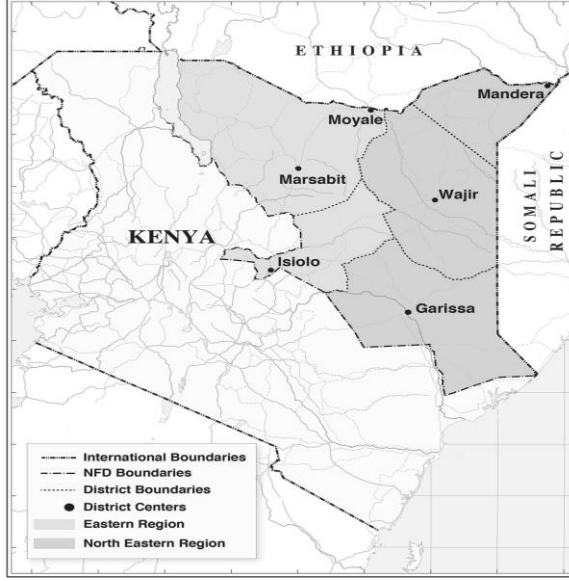 ETHIOPIA
Mandera
Moyale
Marsabit
Wajir
SOMALI
REPUBLIC
KENYA
Isiolo
Garissa
International Boundaries
NFD Boundaries
District Boundaries
District Centers
Eastern Region
North Eastern Region